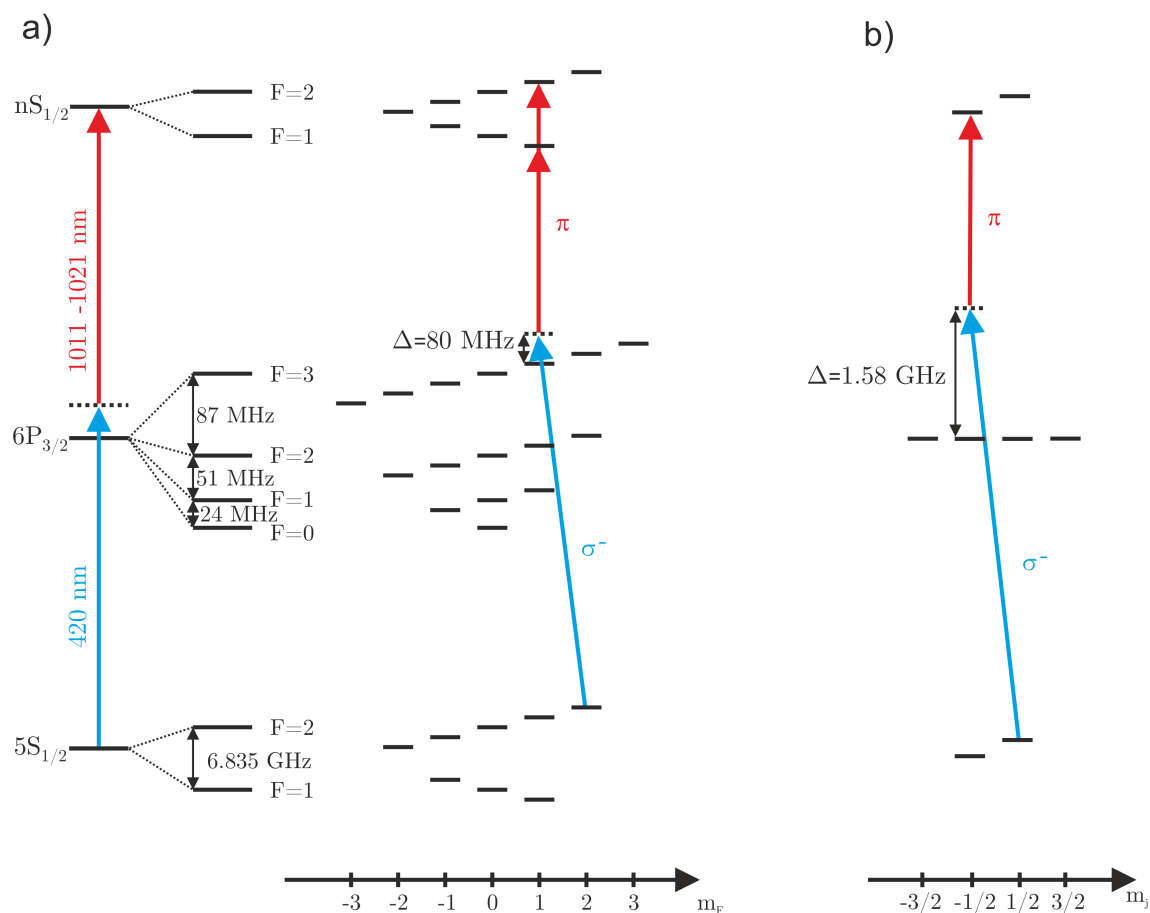 a)
nS1/2
F=2
F=1
1011 -1021 nm
π
Δ=80 MHz
6P3/2
F=3
87 MHz
F=2
51 MHz
F=1
24 MHz
F=0
420 nm
σ-
5S1/2
F=2
6.835 GHz
F=1
-3 -2 -1 0 1 2 3 mF
b)
π
Δ=1.58 GHz
σ-
-3/2 -1/2 1/2 3/2 mj